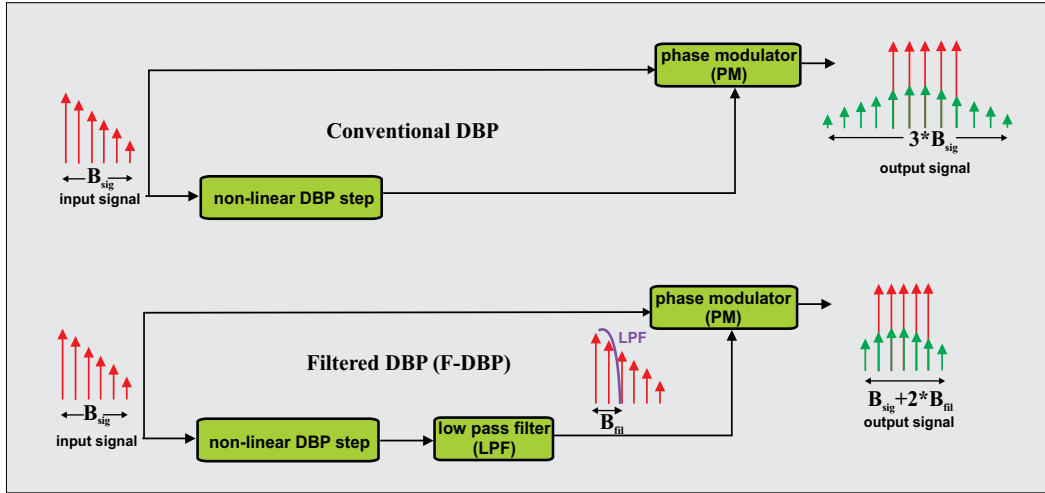 phase modulator
(PM)
Conventional DBP
B_sig
input signal
non-linear DBP step
3*B_sig
output signal
phase modulator
(PM)
LPF
Filtered DBP (F-DBP)
B_sig
input signal
B_fil
non-linear DBP step
low pass filter
(LPF)
B_sig+2*B_fil
output signal